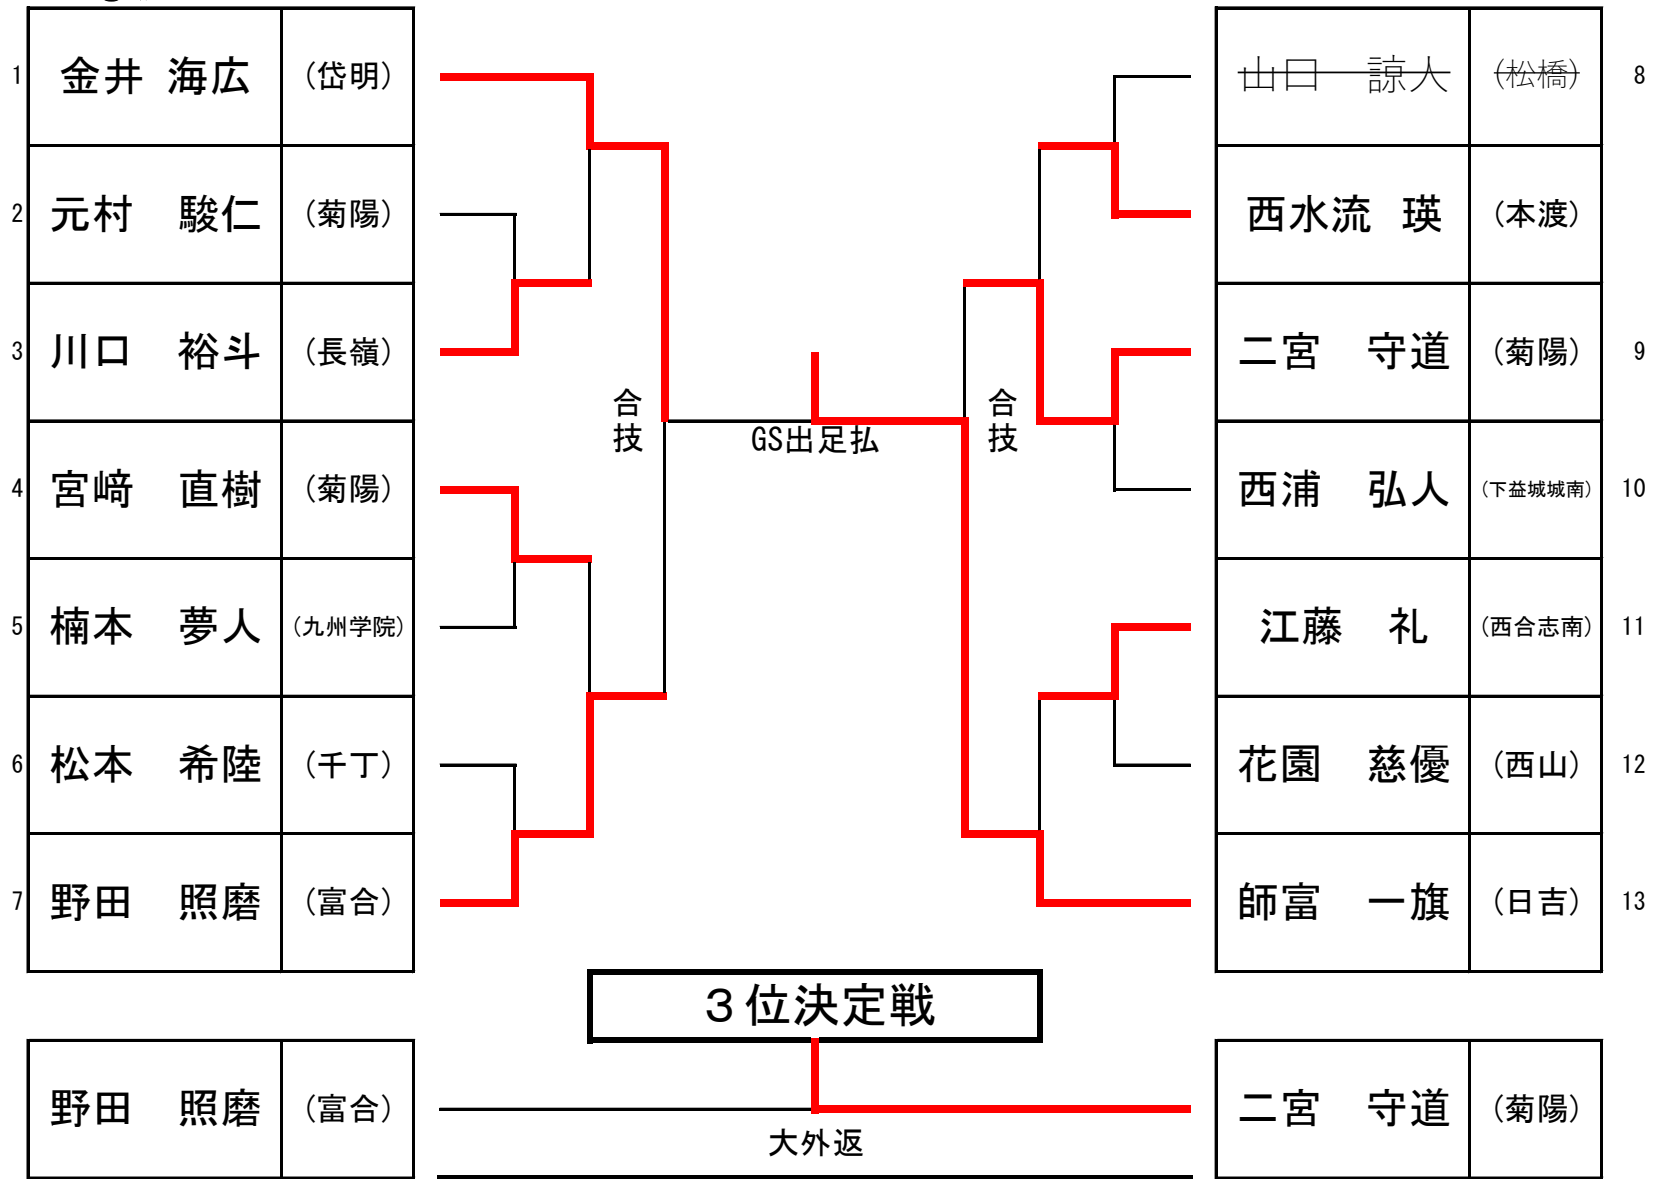 1 金井 海広 (岱明)
2 元村 駿仁 (菊陽)
3 川口 裕斗 (長嶺)
4 宮﨑 直樹 (菊陽)
5 楠本 夢人 (九州学院)
6 松本 希陸 (千丁)
7 野田 照磨 (富合)
合技
GS出足払
合技
山口 諒人 (松橋) 8
西水流 瑛 (本渡)
二宮 守道 (菊陽) 9
西浦 弘人 (下益城城南) 10
江藤 礼 (西合志南) 11
花園 慈優 (西山) 12
師富 一旗 (日吉) 13
３位決定戦
野田 照磨 (富合)
大外返
二宮 守道 (菊陽)